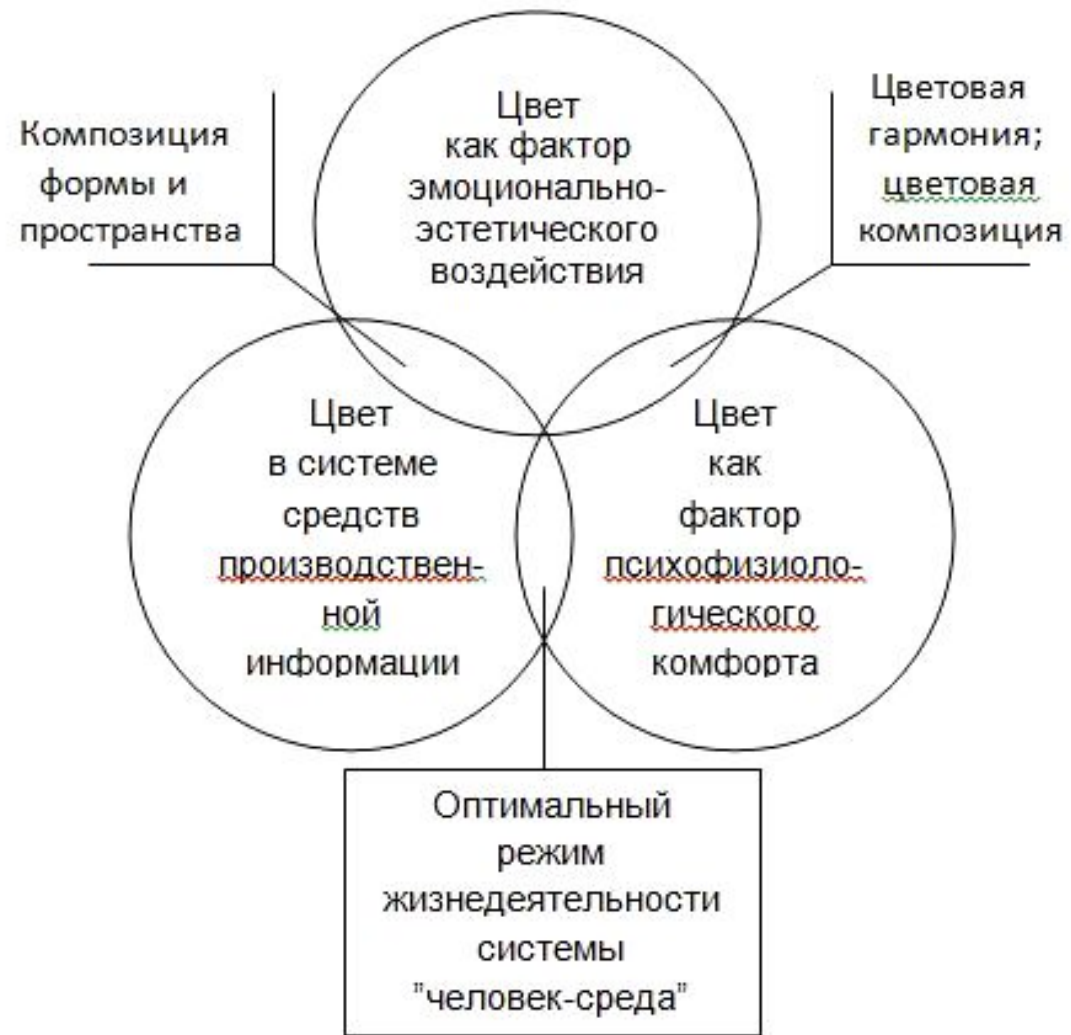 Цвет
как фактор
эмоционально-
эстетического
воздействия
Композиция
формы и
пространства
Цветовая
гармония;
цветовая
композиция
Цвет
в системе
средств
производствен-
ной
информации
Цвет
как
фактор
психофизиоло-
гического
комфорта
Оптимальный
режим
жизнедеятельности
системы
"человек-среда"